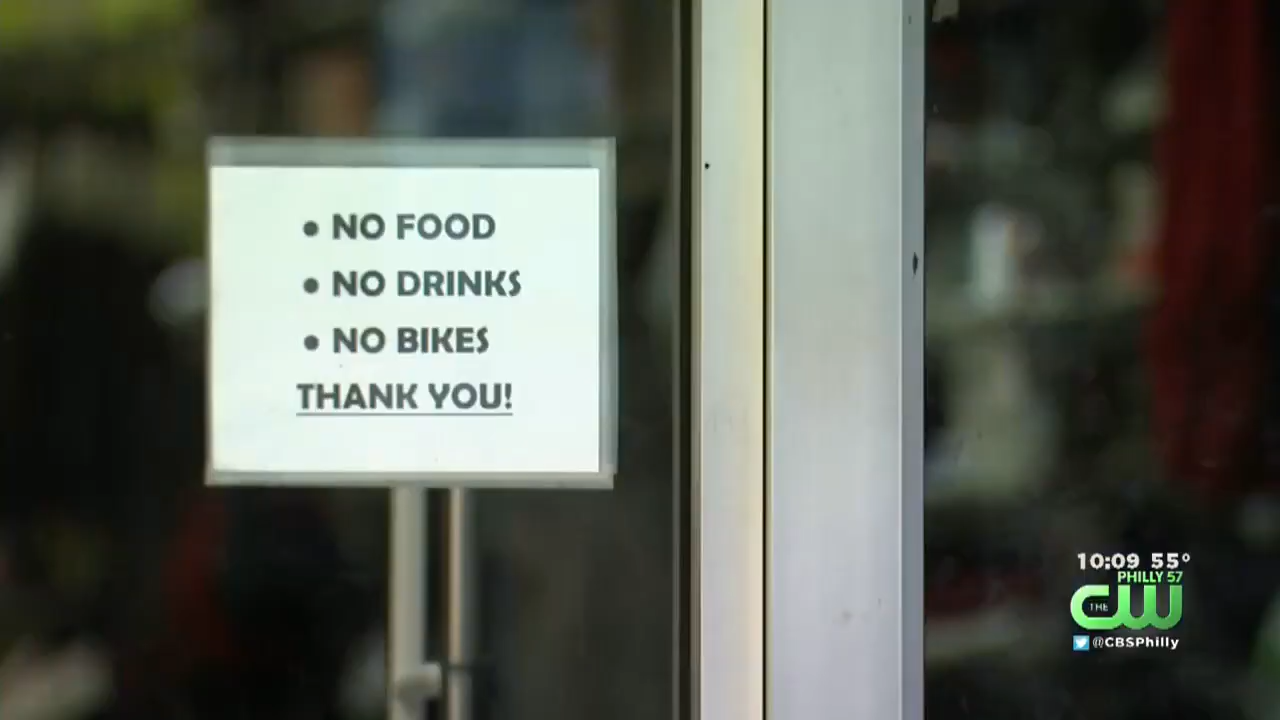 • NO FOOD
• NO DRINKS
• NO BIKES
THANK YOU!
10:09 55°
PHILLY 57
THE CW
@CBSPhilly